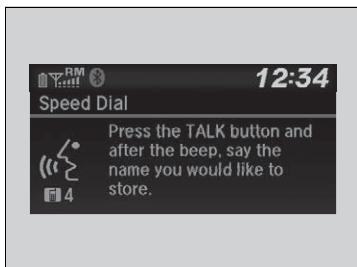 RM
12:34
Speed Dial
Press the TALK button and
after the beep, say the
name you would like to
store.
4